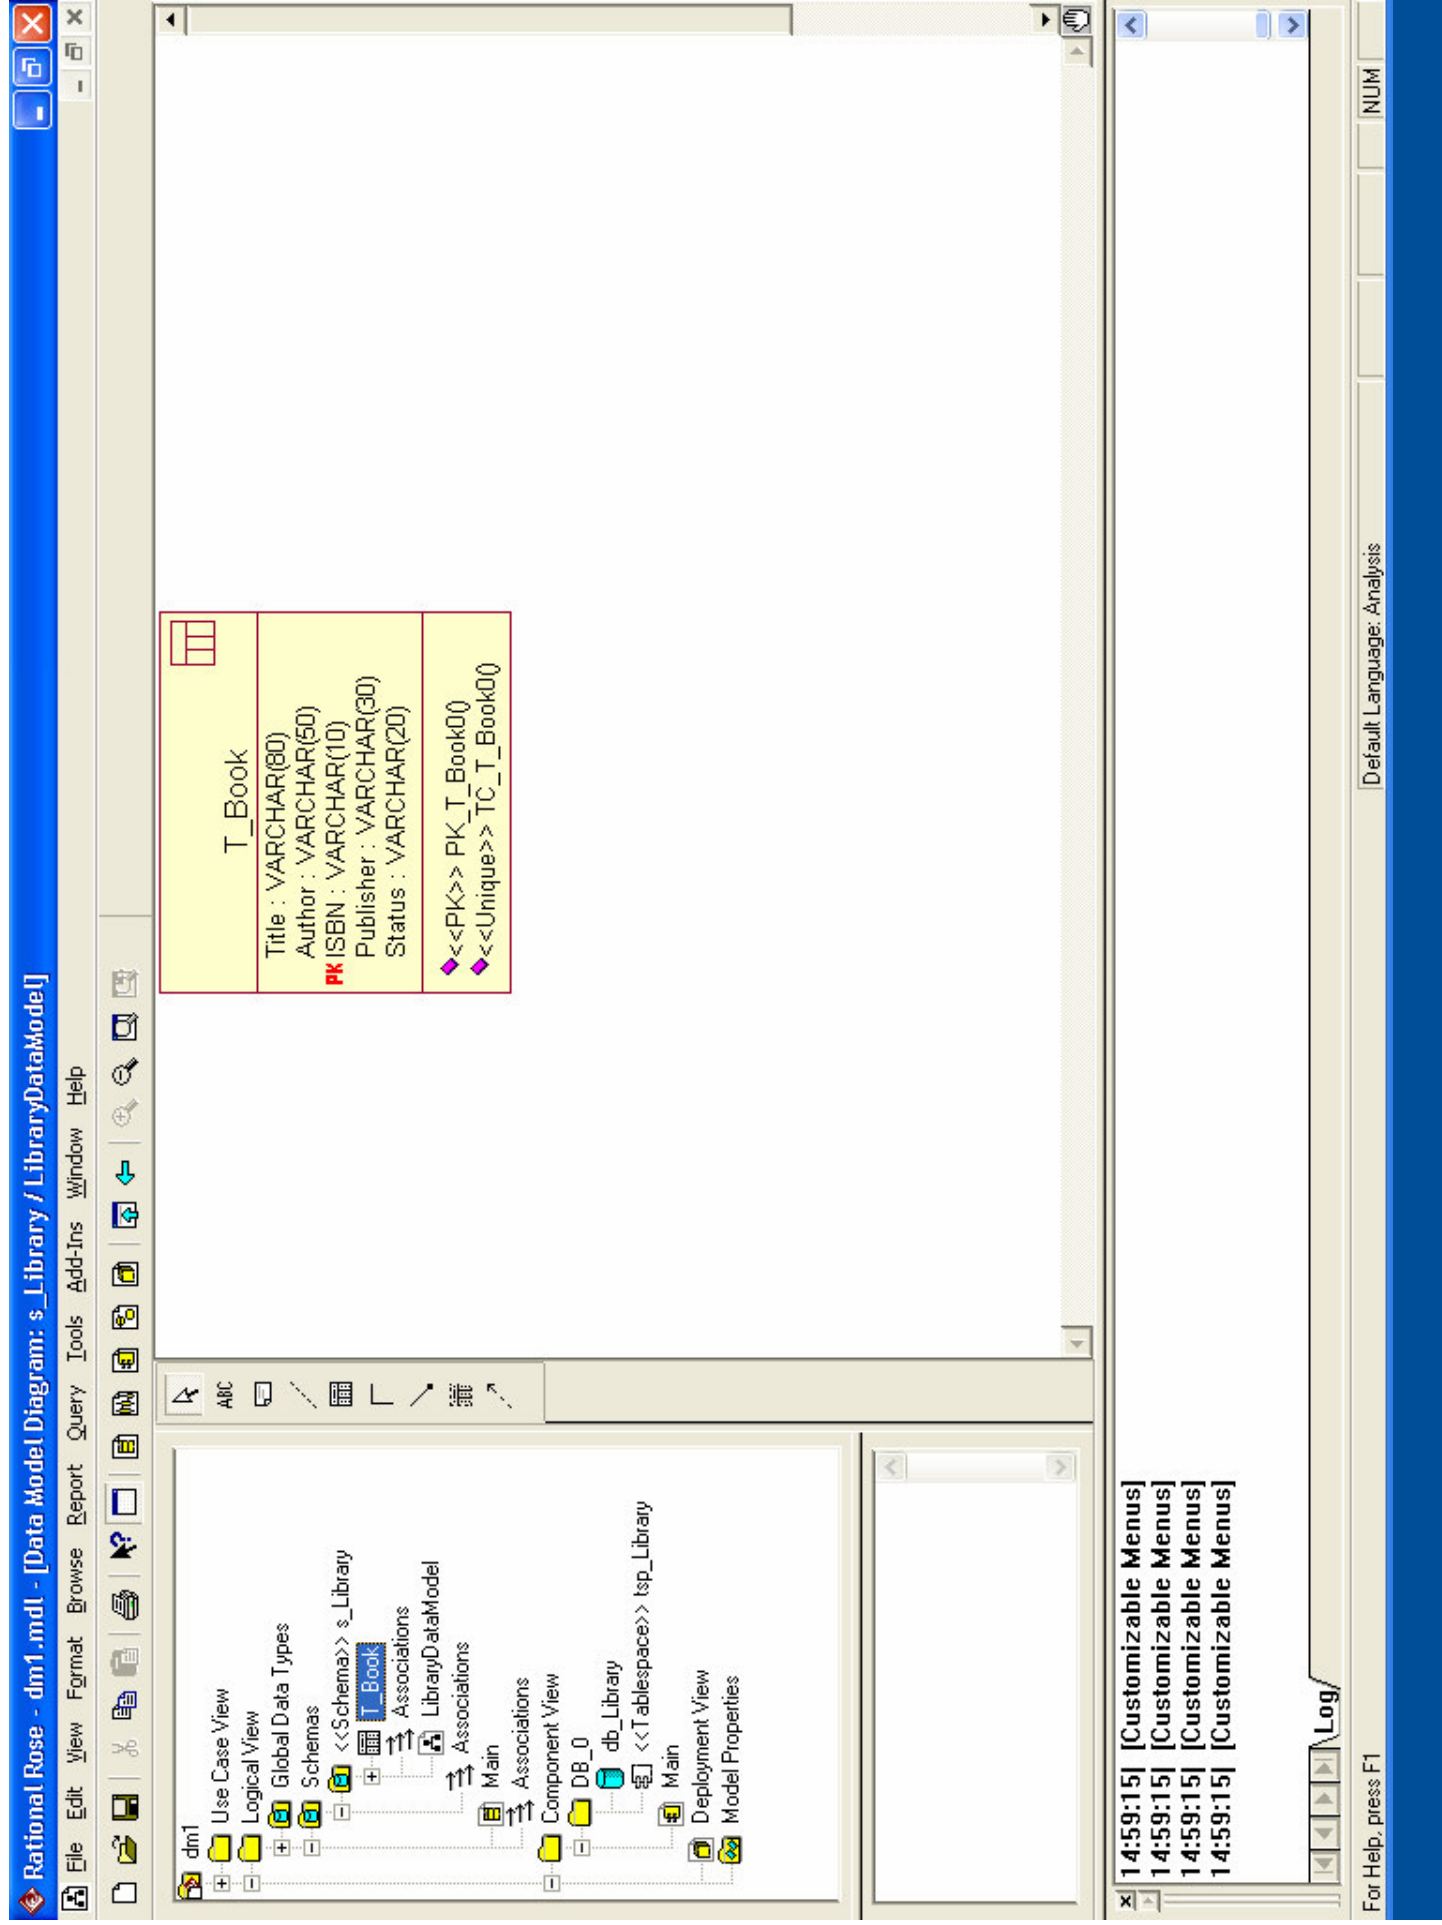 Rational Rose - dm1.mdl - [Data Model Diagram: s_Library / LibraryDataModel]
File Edit View Format Browse Report Query Tools Add-Ins Window Help
dm1
Use Case View
Logical View
Global Data Types
Schemas
<<Schema>> s_Library
T_Book
Associations
LibraryDataModel
Associations
Main
Associations
Component View
DB_0
db_Library
<<Tablespace>> tsp_Library
Main
Deployment View
Model Properties
ABC
T_Book
Title : VARCHAR(80)
Author : VARCHAR(50)
PK ISBN : VARCHAR(10)
Publisher : VARCHAR(30)
Status : VARCHAR(20)
<<PK>> PK_T_Book0()
<<Unique>> TC_T_Book0()
14:59:15| [Customizable Menus]
14:59:15| [Customizable Menus]
14:59:15| [Customizable Menus]
14:59:15| [Customizable Menus]
Log
For Help, press F1 Default Language: Analysis NUM